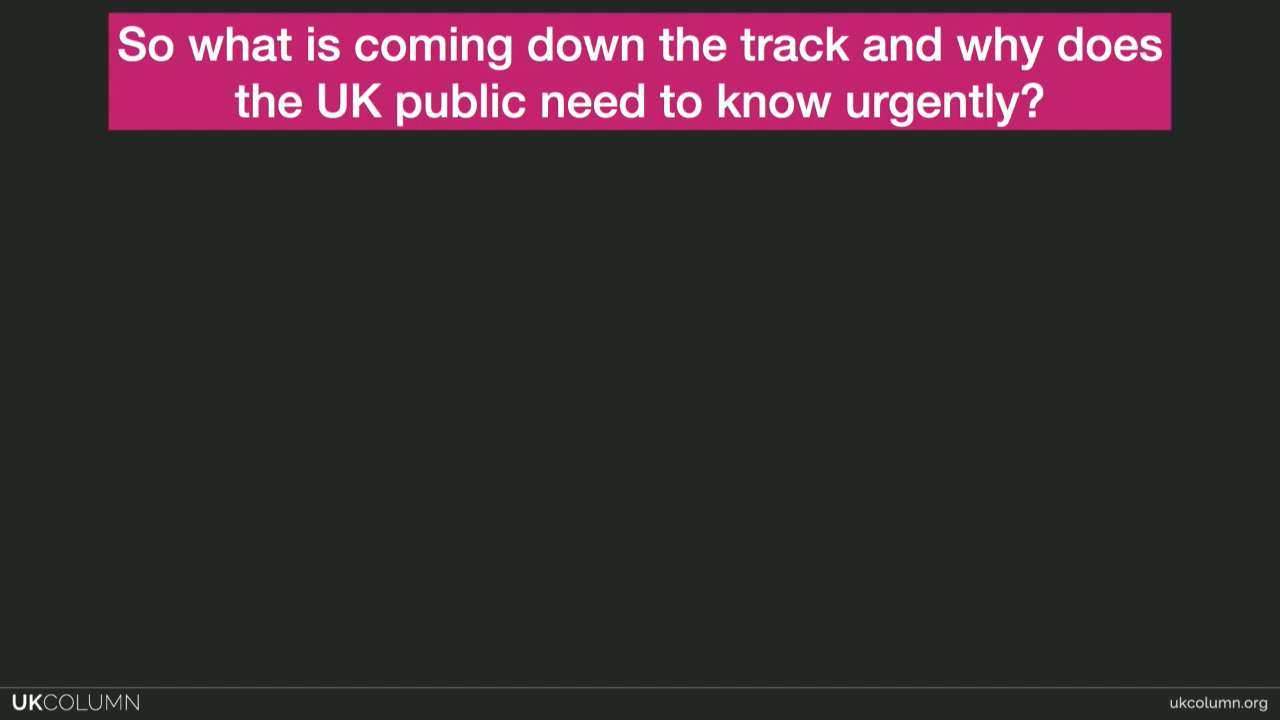 So what is coming down the track and why does
the UK public need to know urgently?
UKCOLUMN
ukcolumn.org